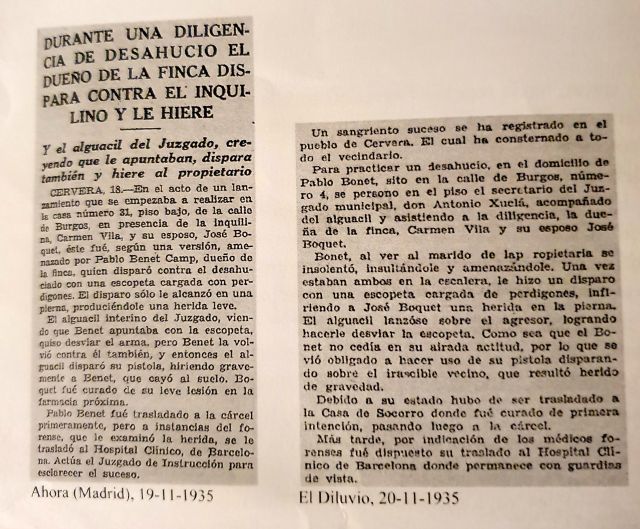 DURANTE UNA DILIGEN-
CIA DE DESAHUCIO EL
DUEÑO DE LA FINCA DIS-
PARA CONTRA EL INQUI-
LINO Y LE HIERE
Y el alguacil del Juzgado, cre-
yendo que le apuntaban, dispara
también y hiere al propietario
CERVERA, 18.—En el acto de un lan-
zamiento que se empezaba a realizar en
la casa número 31, piso bajo, de la calle
de Burgos, en presencia de la inquili-
na, Carmen Vila, y su esposo, José Bo-
quet, éste fué, según una versión, ame-
nazado por Pablo Benet Camp, dueño de
la finca, quien disparó contra el desahu-
ciado con una escopeta cargada con per-
digones. El disparo sólo le alcanzó en una
pierna, produciéndole una herida leve.
El alguacil interino del Juzgado, vien-
do que Benet apuntaba con la escopeta,
quiso desviar el arma, pero Benet la vol-
vió contra él también, y entonces el al-
guacil disparó su pistola, hiriendo grave-
mente a Benet, que cayó al suelo. Bo-
quet fué curado de su leve lesión en la
farmacia próxima.
Pablo Benet fué trasladado a la cárcel
primeramente, pero a instancias del fo-
rense, que le examinó la herida, se le
trasladó al Hospital Clínico, de Barcelo-
na. Actúa el Juzgado de Instrucción para
esclarecer el suceso.
Ahora (Madrid), 19-11-1935
Un sangriento suceso se ha registrado en el
pueblo de Cervera. El cual ha consternado a to-
do el vecindario.
Para practicar un desahucio, en el domicilio de
Pablo Bonet, sito en la calle de Burgos, núme-
ro 4, se persono en el piso el secretario del Juz-
gado municipal, don Antonio Xuclá, acompañado
del alguacil y asistiendo a la diligencia, la due-
ña de la finca, Carmen Vila y su esposo José
Boquet.
Bonet, al ver al marido de lap ropietaria se
insolentó, insultándole y amenazándole. Una vez
estaban ambos en la escalera, le hizo un disparo
con una escopeta cargada de perdigones, infi-
riendo a José Boquet una herida en la pierna.
El alguacil lanzóse sobre el agresor, logrando
hacerle desviar la escopeta. Como sea que el Bo-
net no cedía en su airada actitud, por lo que se
vió obligado a hacer uso de su pistola disparan-
do sobre el irascible vecino, que resultó herido
de gravedad.
Debido a su estado hubo de ser trasladado a
la Casa de Socorro donde fué curado de primera
intención, pasando luego a la cárcel.
Más tarde, por indicación de los médicos fo-
renses fué dispuesto su traslado al Hospital Clí-
nico de Barcelona donde permanece con guardias
de vista.
El Diluvio, 20-11-1935